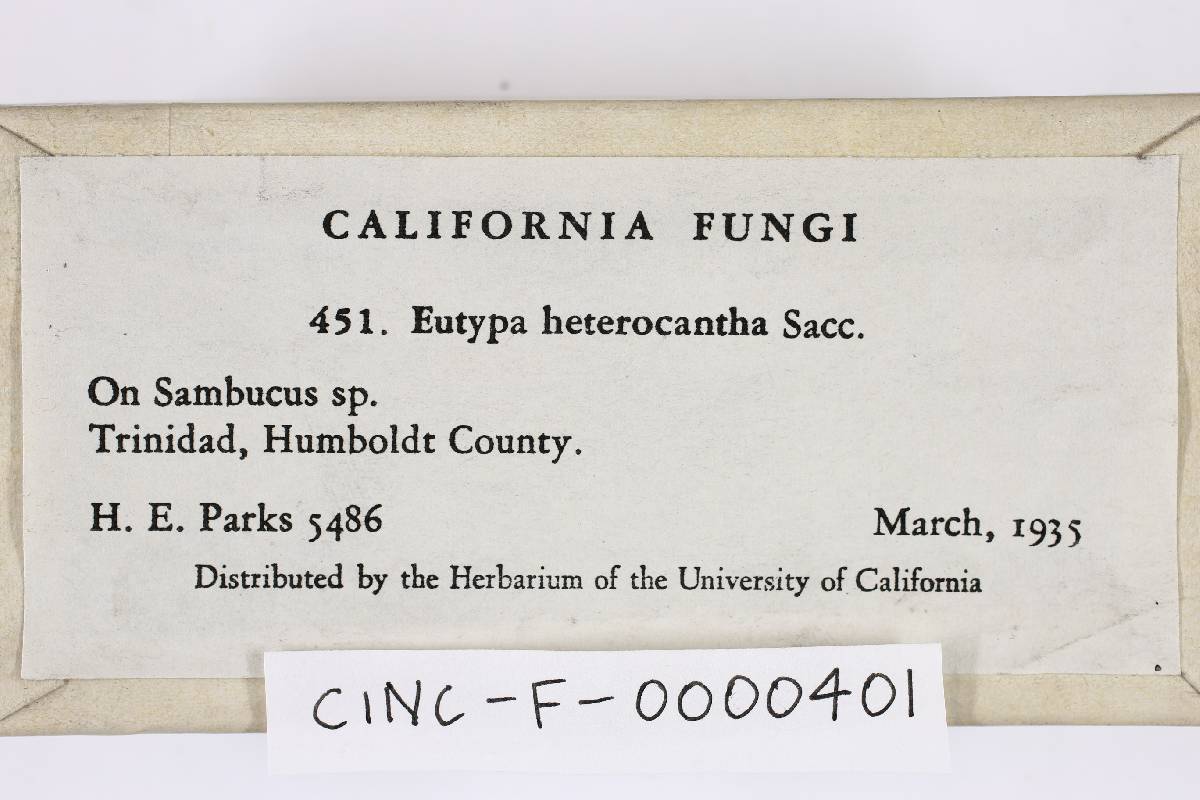 CALIFORNIA FUNGI
451. Eutypa heterocantha Sacc.
On Sambucus sp.
Trinidad, Humboldt County.
H. E. Parks 5486 March, 1935
Distributed by the Herbarium of the University of California
CINC-F-0000401